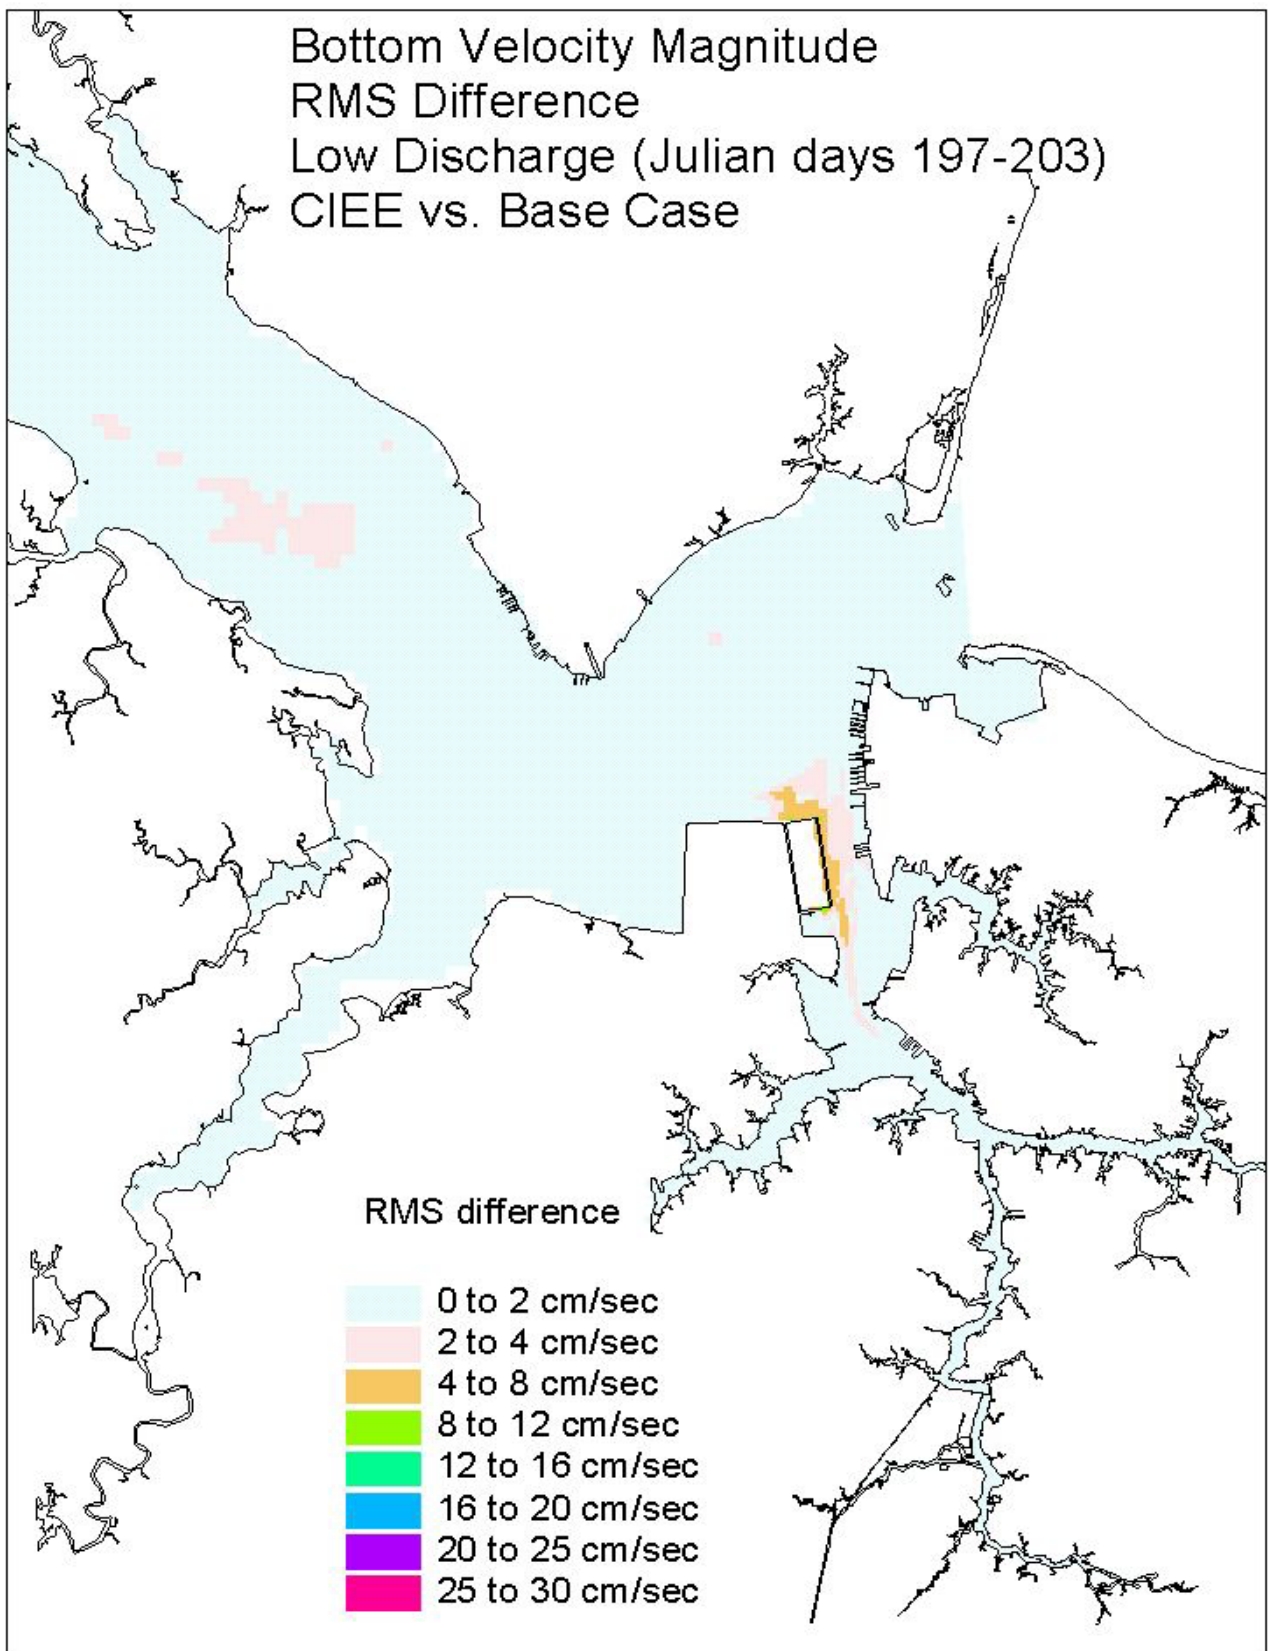 Bottom Velocity Magnitude
RMS Difference
Low Discharge (Julian days 197-203)
CIEE vs. Base Case
RMS difference
0 to 2 cm/sec
2 to 4 cm/sec
4 to 8 cm/sec
8 to 12 cm/sec
12 to 16 cm/sec
16 to 20 cm/sec
20 to 25 cm/sec
25 to 30 cm/sec